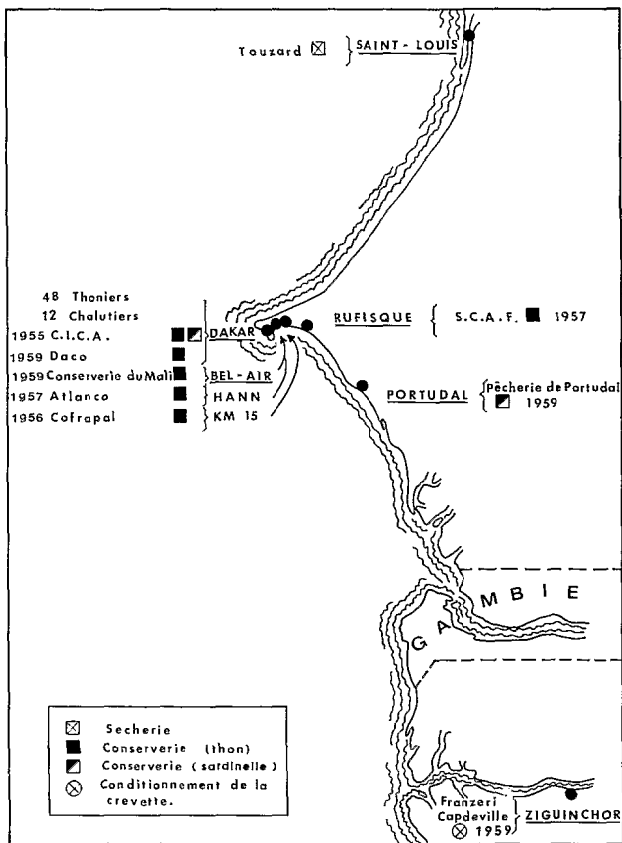 Touzard SAINT-LOUIS
48 Thoniers
12 Chalutiers
1955 C.I.C.A. DAKAR
1959 Daco
1959 Conserverie du Mali BEL-AIR
1957 Atlanco HANN
1956 Cofrapal KM 15
RUFISQUE S.C.A.F. 1957
PORTUDAL Pêcherie de Portudal
1959
GAMBIE
Secherie
Conserverie (thon)
Conserverie (sardinelle)
Conditionnement de la
crevette.
Franzeri
Capdeville
1959 ZIGUINCHOR